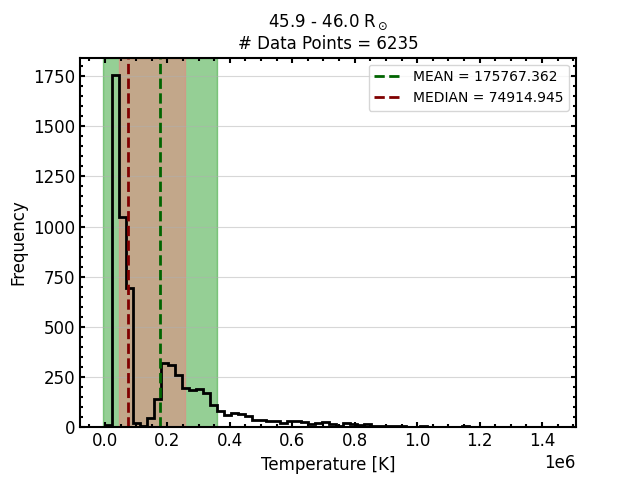 45.9 - 46.0 R⊙
# Data Points = 6235
MEAN = 175767.362
MEDIAN = 74914.945
Frequency
1750
1500
1250
1000
750
500
250
0
0.0 0.2 0.4 0.6 0.8 1.0 1.2 1.4
1e6
Temperature [K]